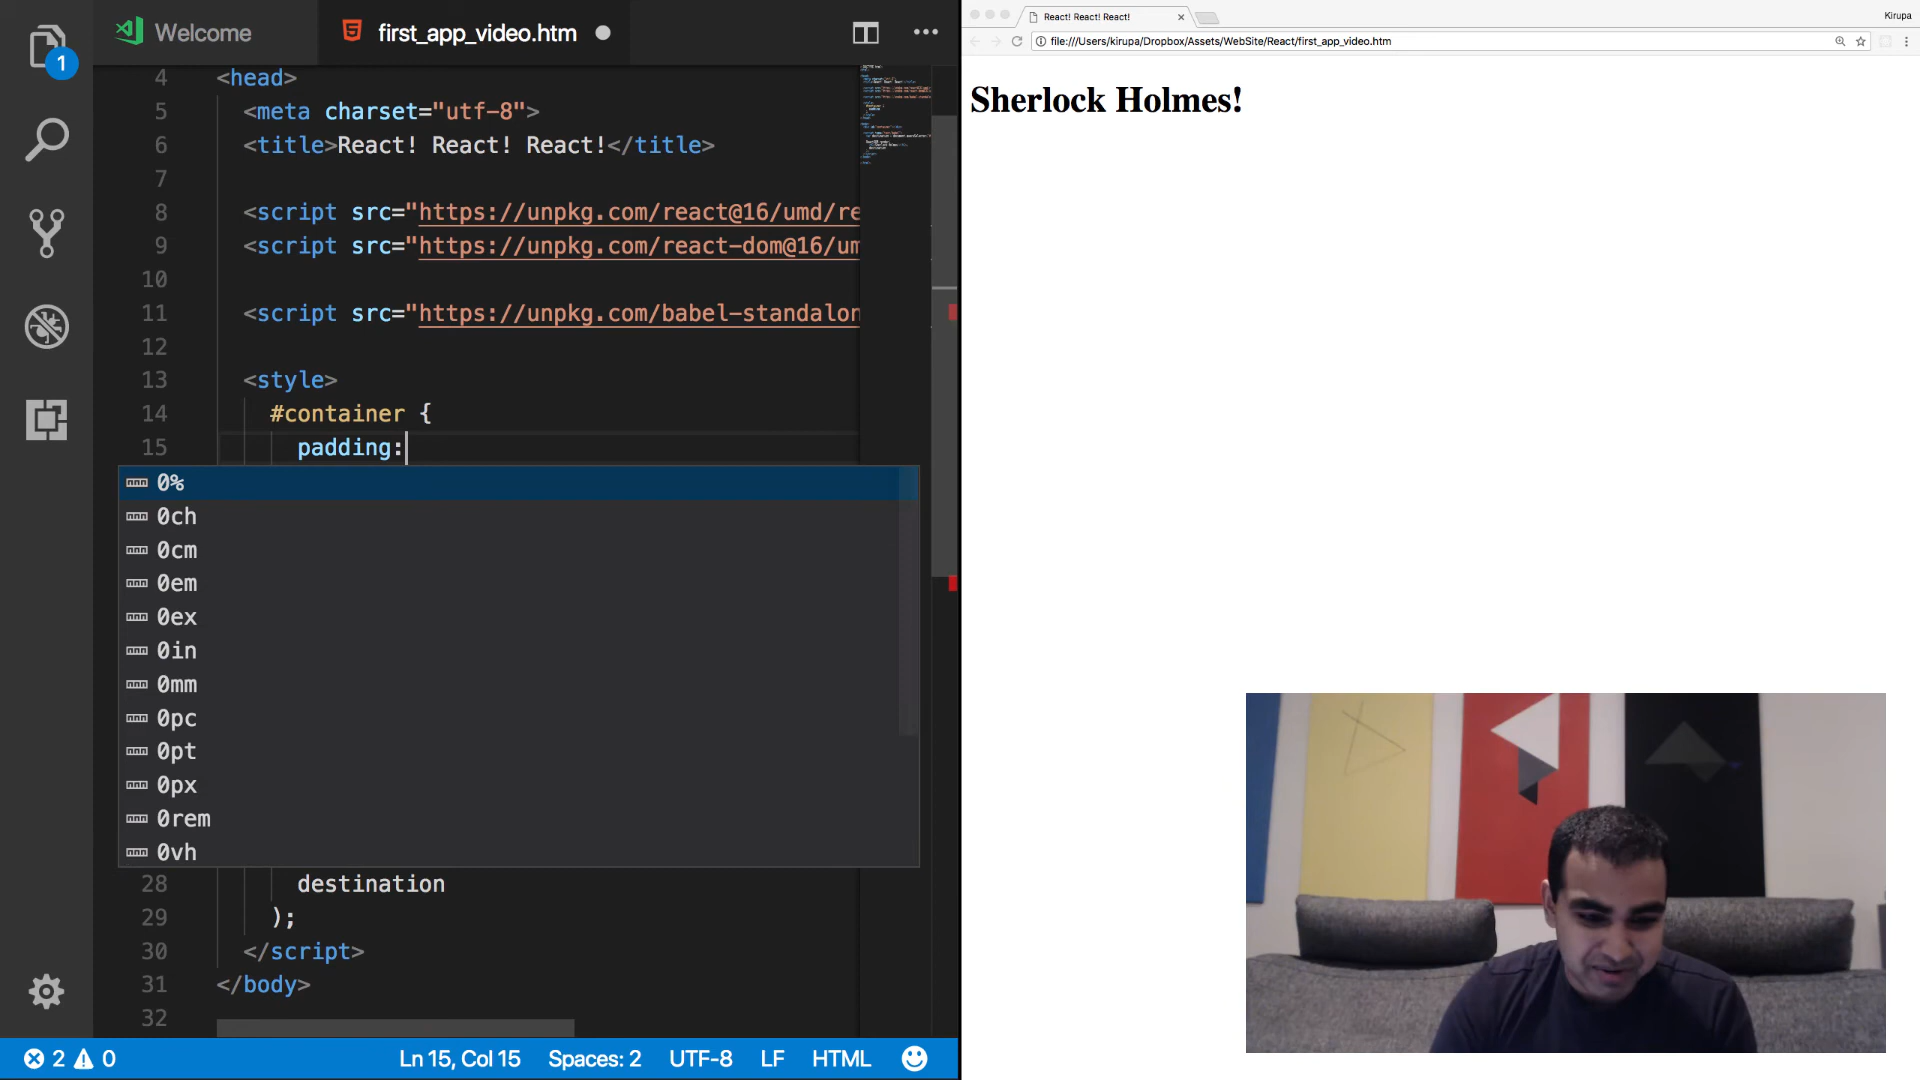 1
Welcome
first_app_video.htm
4 <head>
5 <meta charset="utf-8">
6 <title>React! React! React!</title>
7
8 <script src="https://unpkg.com/react@16/umd/re
9 <script src="https://unpkg.com/react-dom@16/um
10
11 <script src="https://unpkg.com/babel-standalon
12
13 <style>
14 #container {
15 padding:
0%
0ch
0cm
0em
0ex
0in
0mm
0pc
0pt
0px
0rem
0vh
28 destination
29 );
30 </script>
31 </body>
32
2 0 Ln 15, Col 15 Spaces: 2 UTF-8 LF HTML
React! React! React!
Kirupa
file:///Users/kirupa/Dropbox/Assets/WebSite/React/first_app_video.htm
Sherlock Holmes!